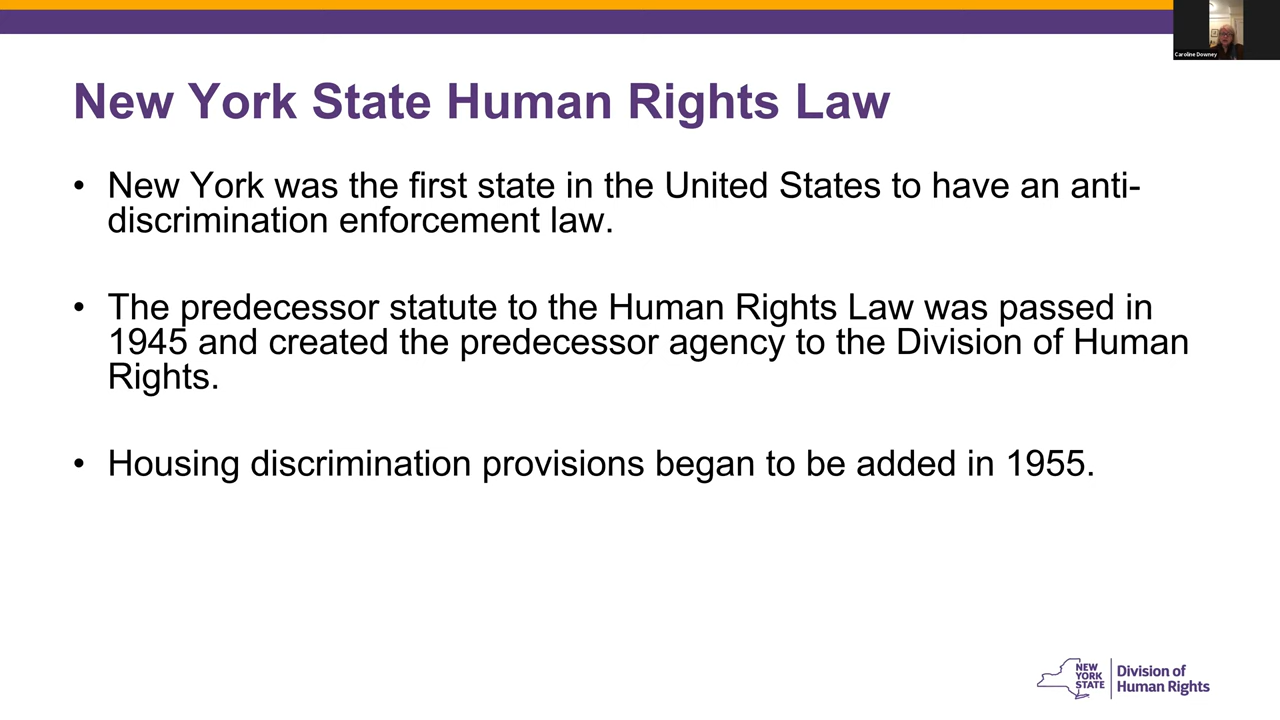 Caroline Downey
New York State Human Rights Law
• New York was the first state in the United States to have an anti-
discrimination enforcement law.
• The predecessor statute to the Human Rights Law was passed in
1945 and created the predecessor agency to the Division of Human
Rights.
• Housing discrimination provisions began to be added in 1955.
NEW
YORK
STATE
Division of
Human Rights